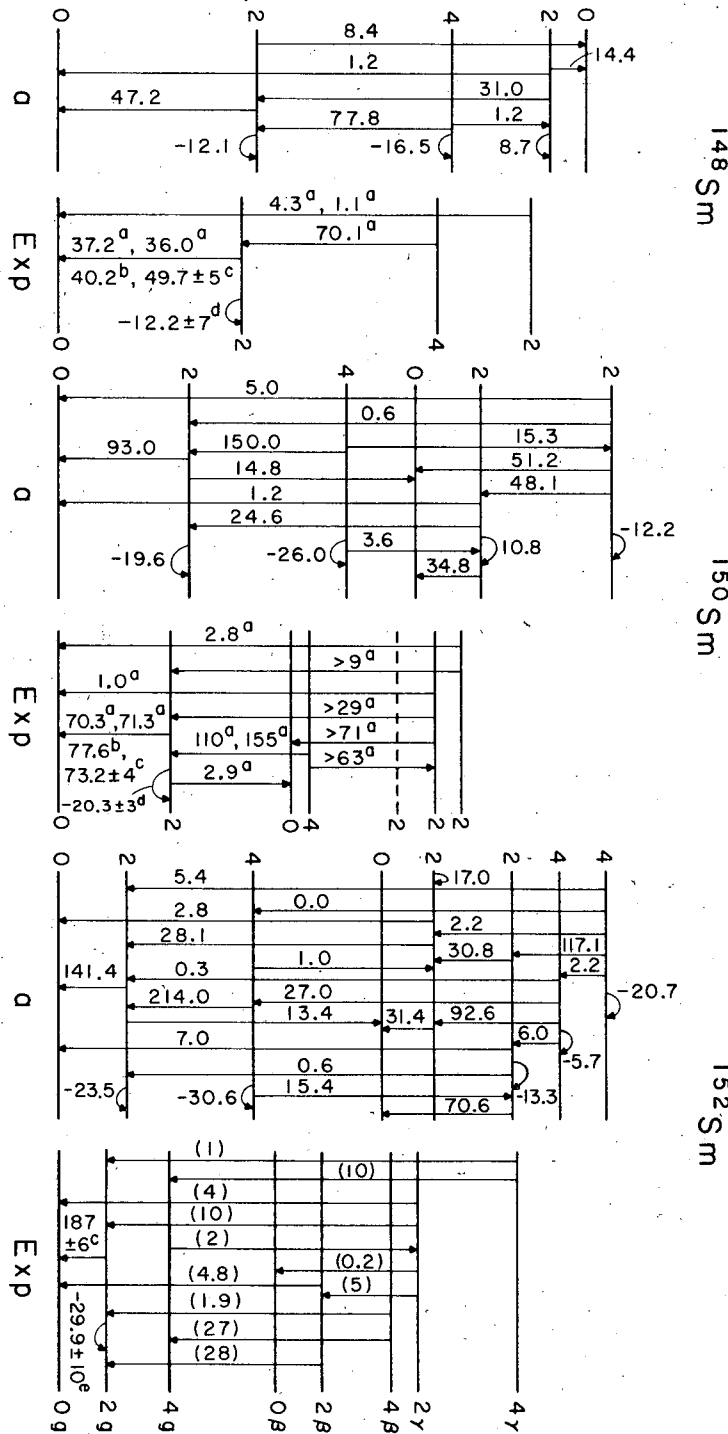 148Sm
0
2
4
2
0
8.4
14.4
1.2
31.0
47.2
77.8
1.2
-12.1
-16.5
8.7
a
4.3a, 1.1a
70.1a
37.2a, 36.0a
40.2b, 49.7±5c
-12.2±7d
0
2
4
2
Exp
150Sm
0
2
4
0
2
2
5.0
0.6
93.0
150.0
15.3
14.8
51.2
1.2
48.1
24.6
-19.6
-26.0
3.6
10.8
-12.2
34.8
a
2.8a
>9a
1.0a
70.3a,71.3a
>29a
77.6b,
110a, 155a
>71a
73.2±4c
>63a
2.9a
-20.3±3d
0
2
0
4
2
2
2
Exp
152Sm
0
2
4
0
2
2
4
4
5.4
17.0
0.0
2.8
2.2
28.1
30.8
117.1
1.0
2.2
141.4
0.3
214.0
27.0
-20.7
13.4
31.4
92.6
7.0
6.0
-5.7
0.6
-23.5
-30.6
15.4
-13.3
70.6
a
(1)
(10)
(4)
187
±6c
(10)
(2)
(0.2)
(4.8)
(5)
(1.9)
(27)
(28)
-29.9±10e
0g
2g
4g
0β
2β
4β
2γ
4γ
Exp